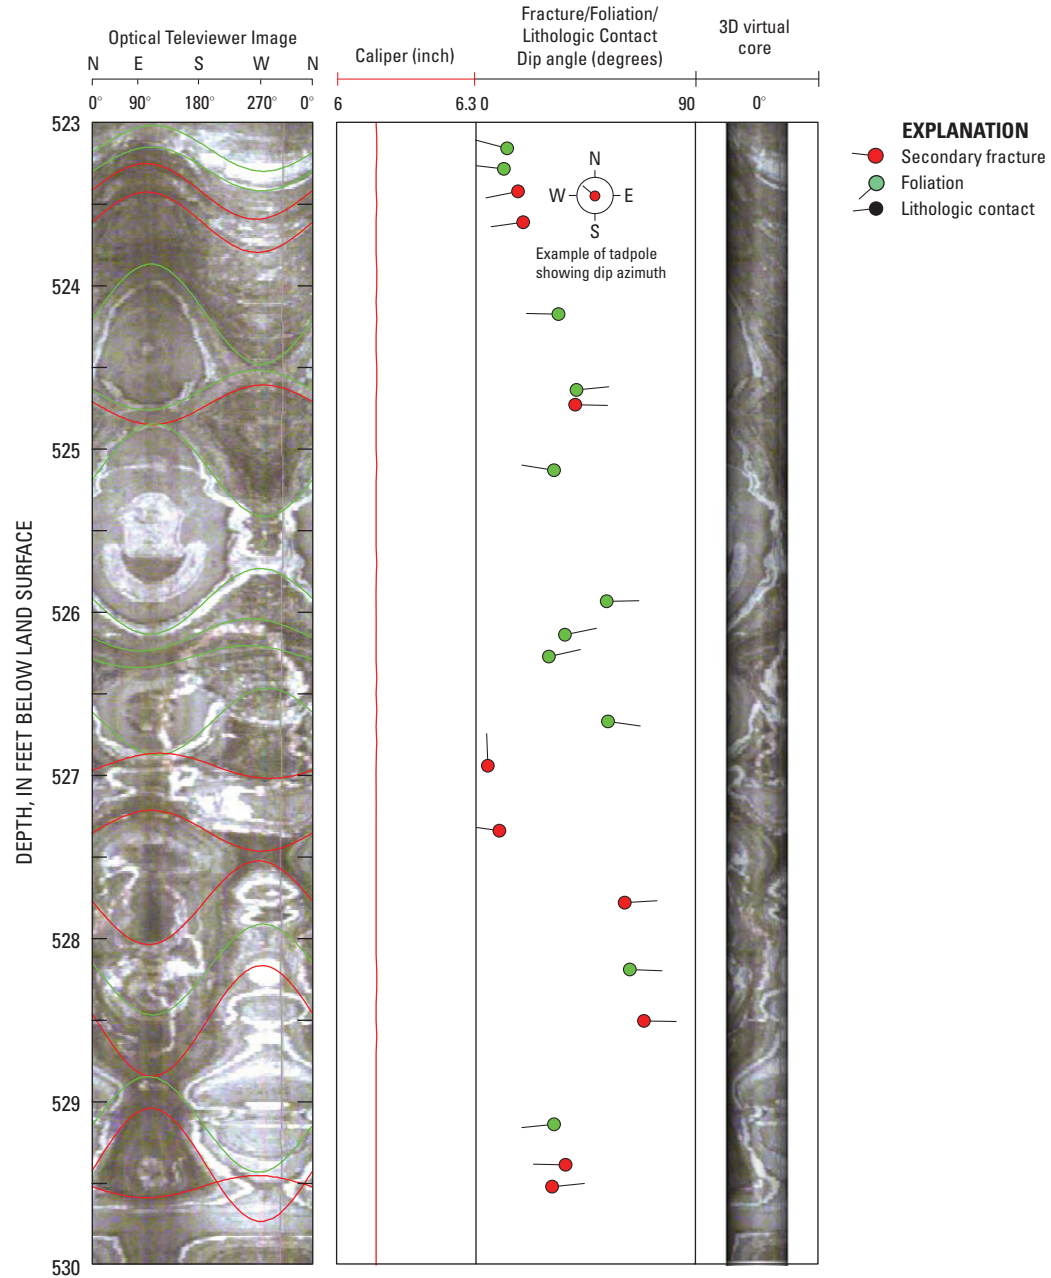 Optical Televiewer Image
N E S W N
0° 90° 180° 270° 0°
Caliper (inch)
6 6.3
Fracture/Foliation/
Lithologic Contact
Dip angle (degrees)
0 90
3D virtual
core
0°
EXPLANATION
Secondary fracture
Foliation
Lithologic contact
N
W E
S
Example of tadpole
showing dip azimuth
DEPTH, IN FEET BELOW LAND SURFACE
523
524
525
526
527
528
529
530